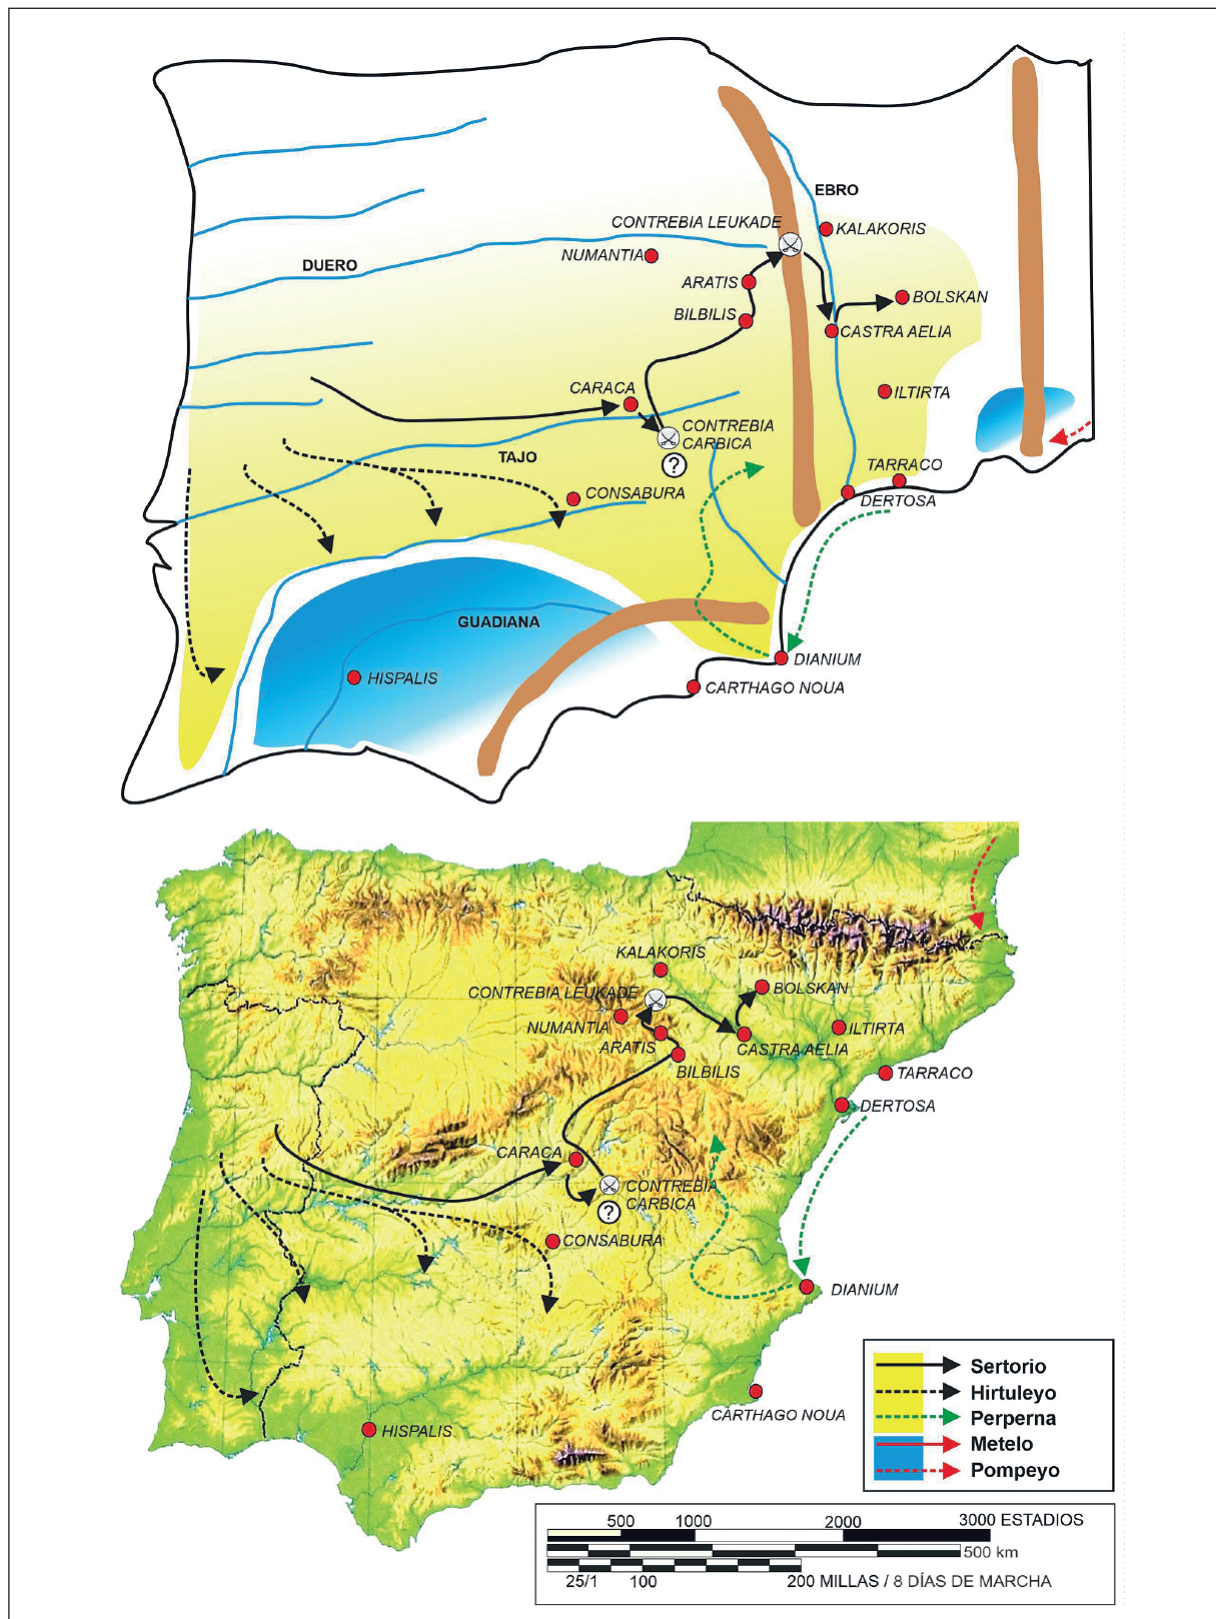 EBRO
CONTREBIA LEUKADE
KALAKORIS
NUMANTIA
DUERO
ARATIS
BOLSKAN
BILBILIS
CASTRA AELIA
CARACA
ILTIRTA
CONTREBIA
CARBICA
TAJO
?
TARRACO
CONSABURA
DERTOSA
GUADIANA
DIANIUM
HISPALIS
CARTHAGO NOUA
KALAKORIS
CONTREBIA LEUKADE
BOLSKAN
NUMANTIA
ILTIRTA
ARATIS
CASTRA AELIA
BILBILIS
TARRACO
DERTOSA
CARACA
CONTREBIA
CARBICA
?
CONSABURA
DIANIUM
CARTHAGO NOUA
HISPALIS
Sertorio
Hirtuleyo
Perperna
Metelo
Pompeyo
500 1000 2000 3000 ESTADIOS
500 km
25/1 100 200 MILLAS / 8 DÍAS DE MARCHA